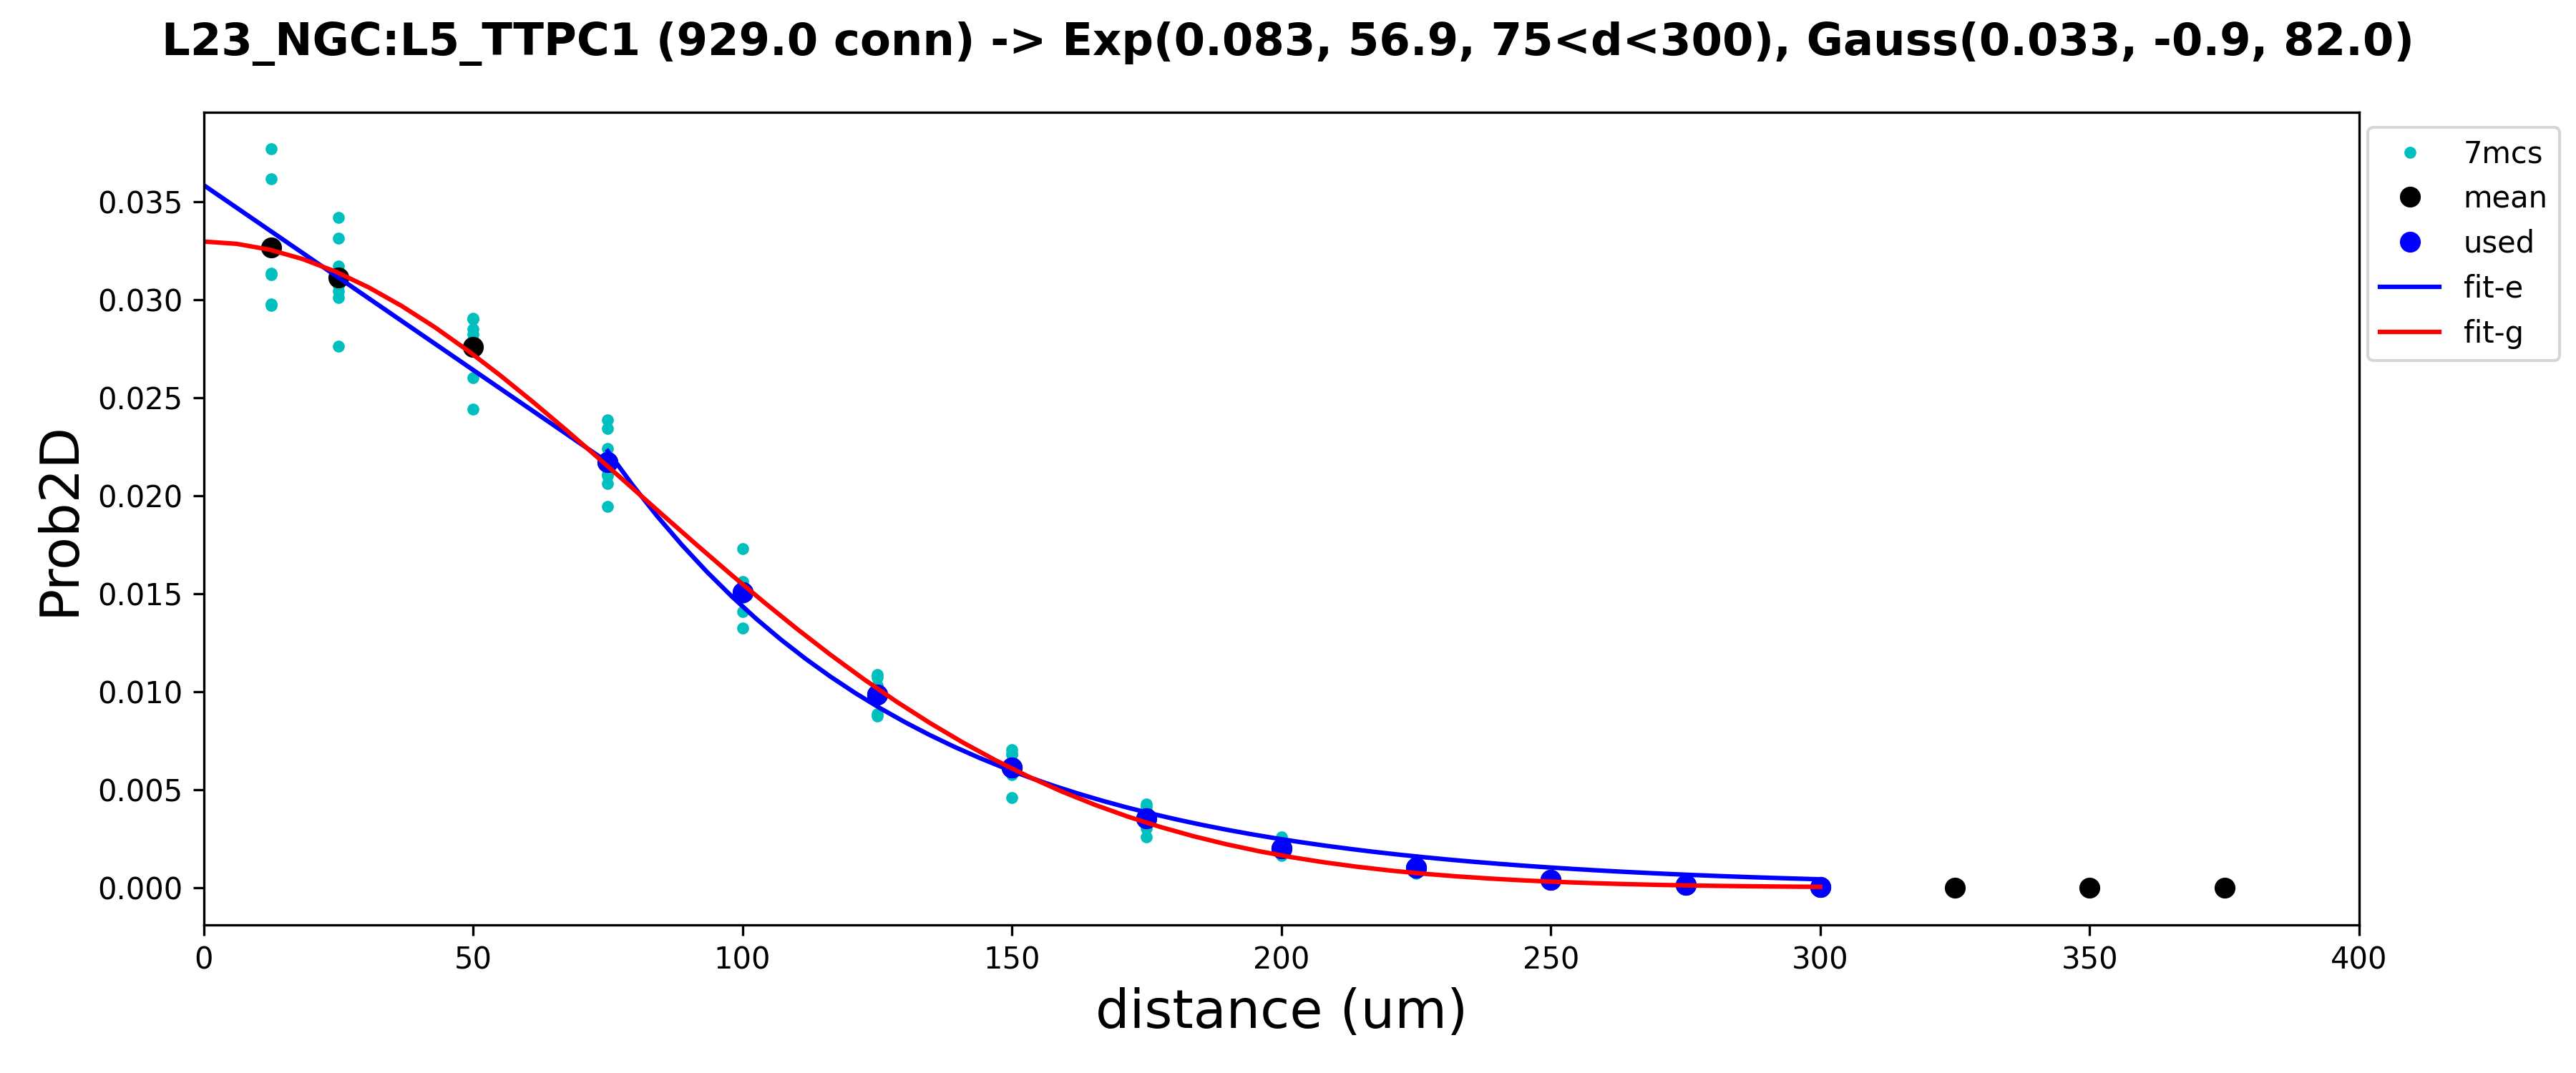 L23_NGC:L5_TTPC1 (929.0 conn) -> Exp(0.083, 56.9, 75<d<300), Gauss(0.033, -0.9, 82.0)
7mcs
mean
used
fit-e
fit-g
Prob2D
0.035
0.030
0.025
0.020
0.015
0.010
0.005
0.000
0 50 100 150 200 250 300 350 400
distance (um)